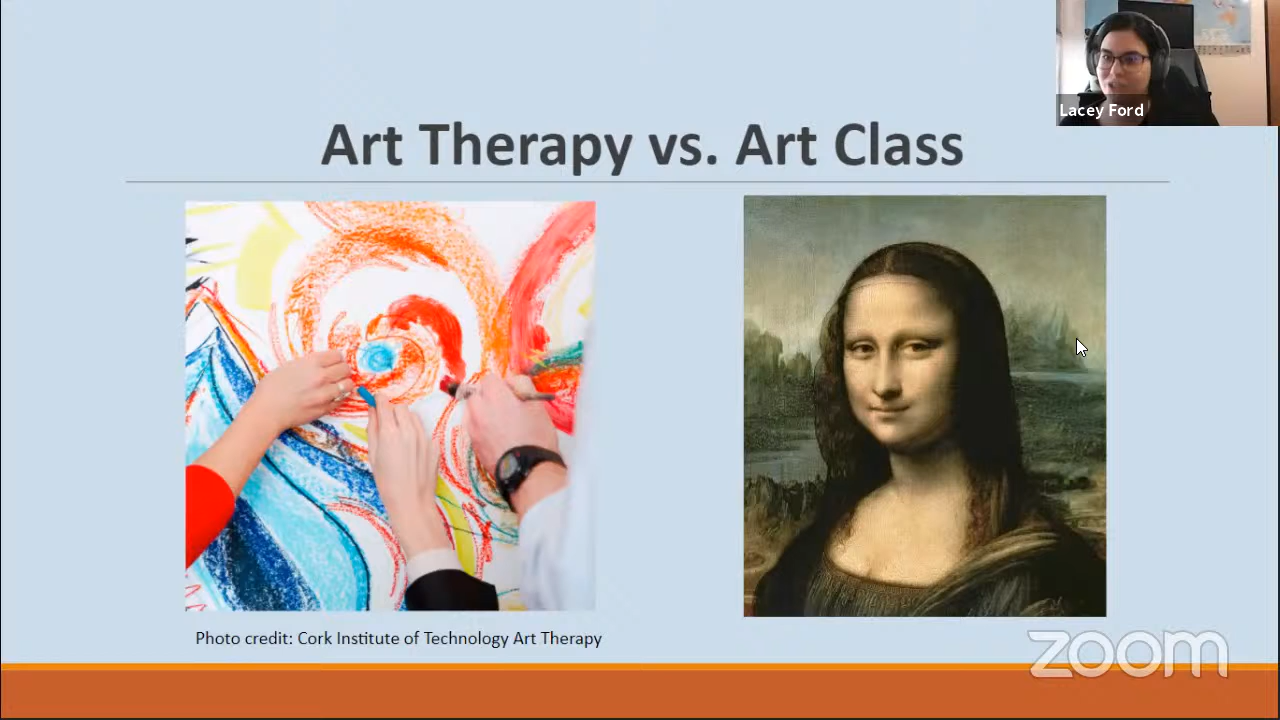 Lacey Ford
Art Therapy vs. Art Class
Photo credit: Cork Institute of Technology Art Therapy
zoom